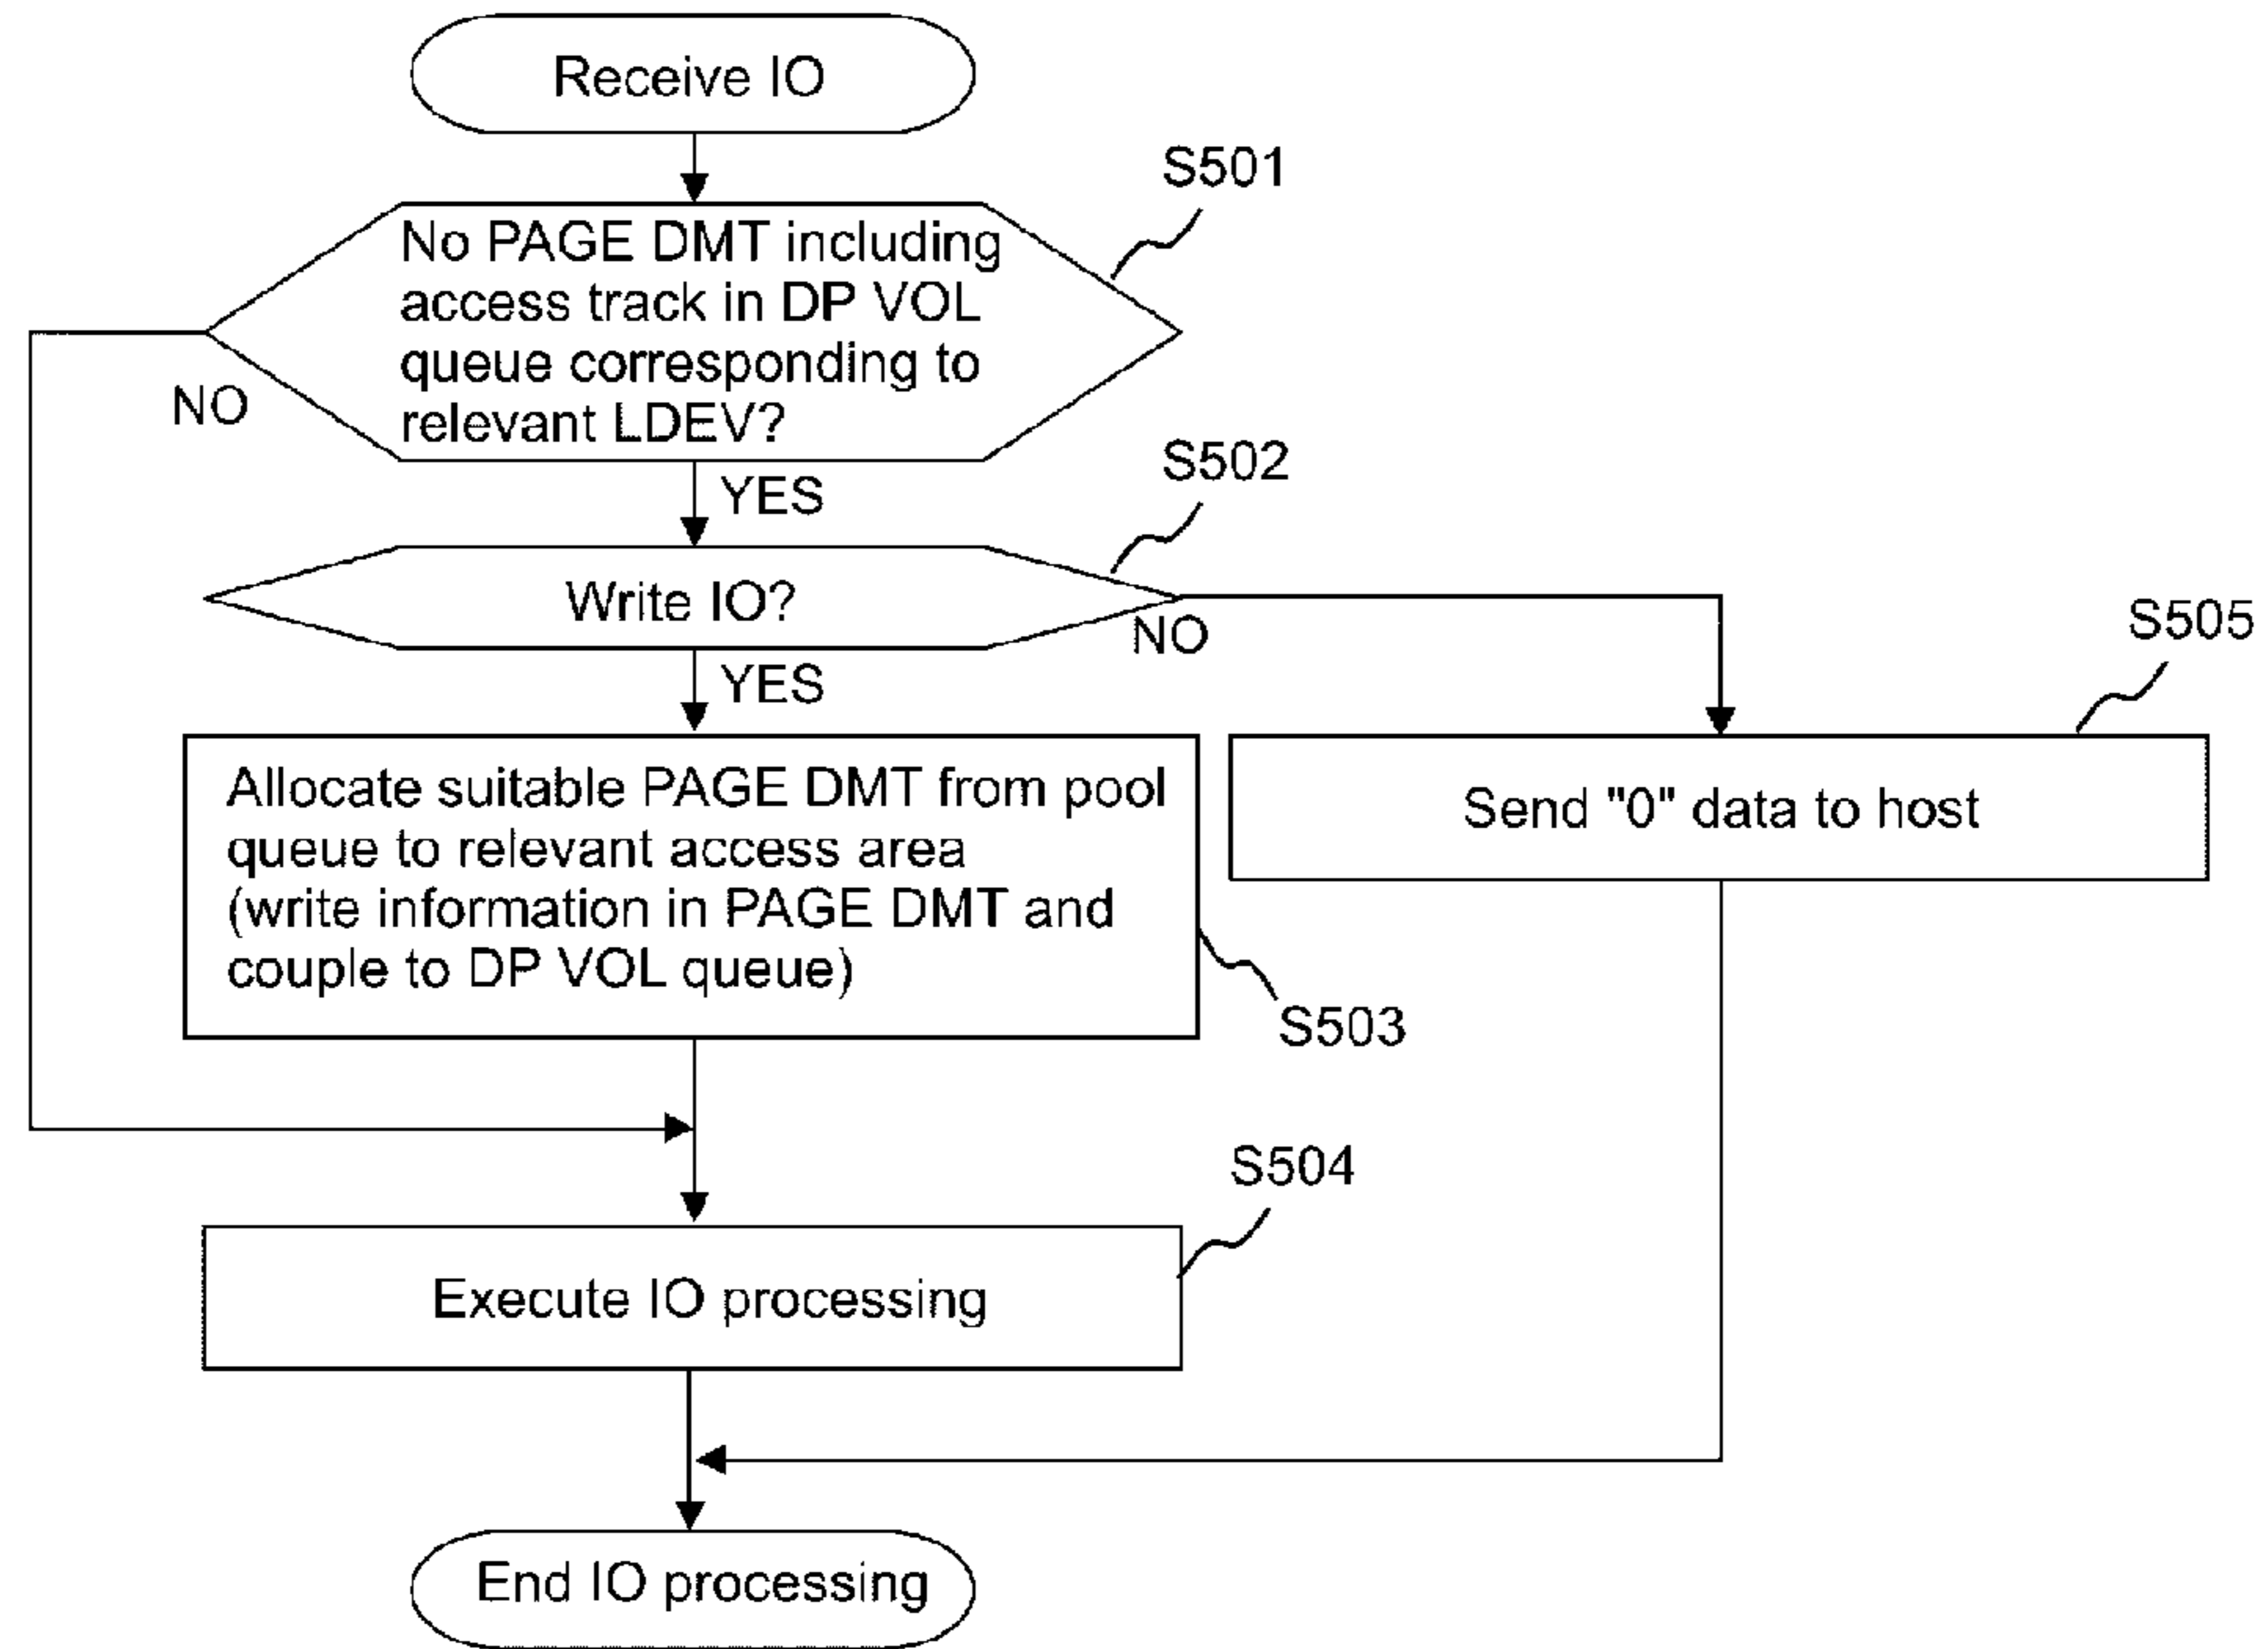 Receive IO
S501
No PAGE DMT including
access track in DP VOL
queue corresponding to
relevant LDEV?
NO
YES
S502
Write IO?
NO
YES
S505
Allocate suitable PAGE DMT from pool
queue to relevant access area
(write information in PAGE DMT and
couple to DP VOL queue)
Send "0" data to host
S503
S504
Execute IO processing
End IO processing